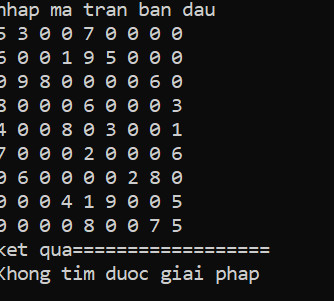 nhap ma tran ban dau
5 3 0 0 7 0 0 0 0
6 0 0 1 9 5 0 0 0
0 9 8 0 0 0 0 6 0
8 0 0 0 6 0 0 0 3
4 0 0 8 0 3 0 0 1
7 0 0 0 2 0 0 0 6
0 6 0 0 0 0 2 8 0
0 0 0 4 1 9 0 0 5
0 0 0 0 8 0 0 7 5
ket qua==================
Khong tim duoc giai phap